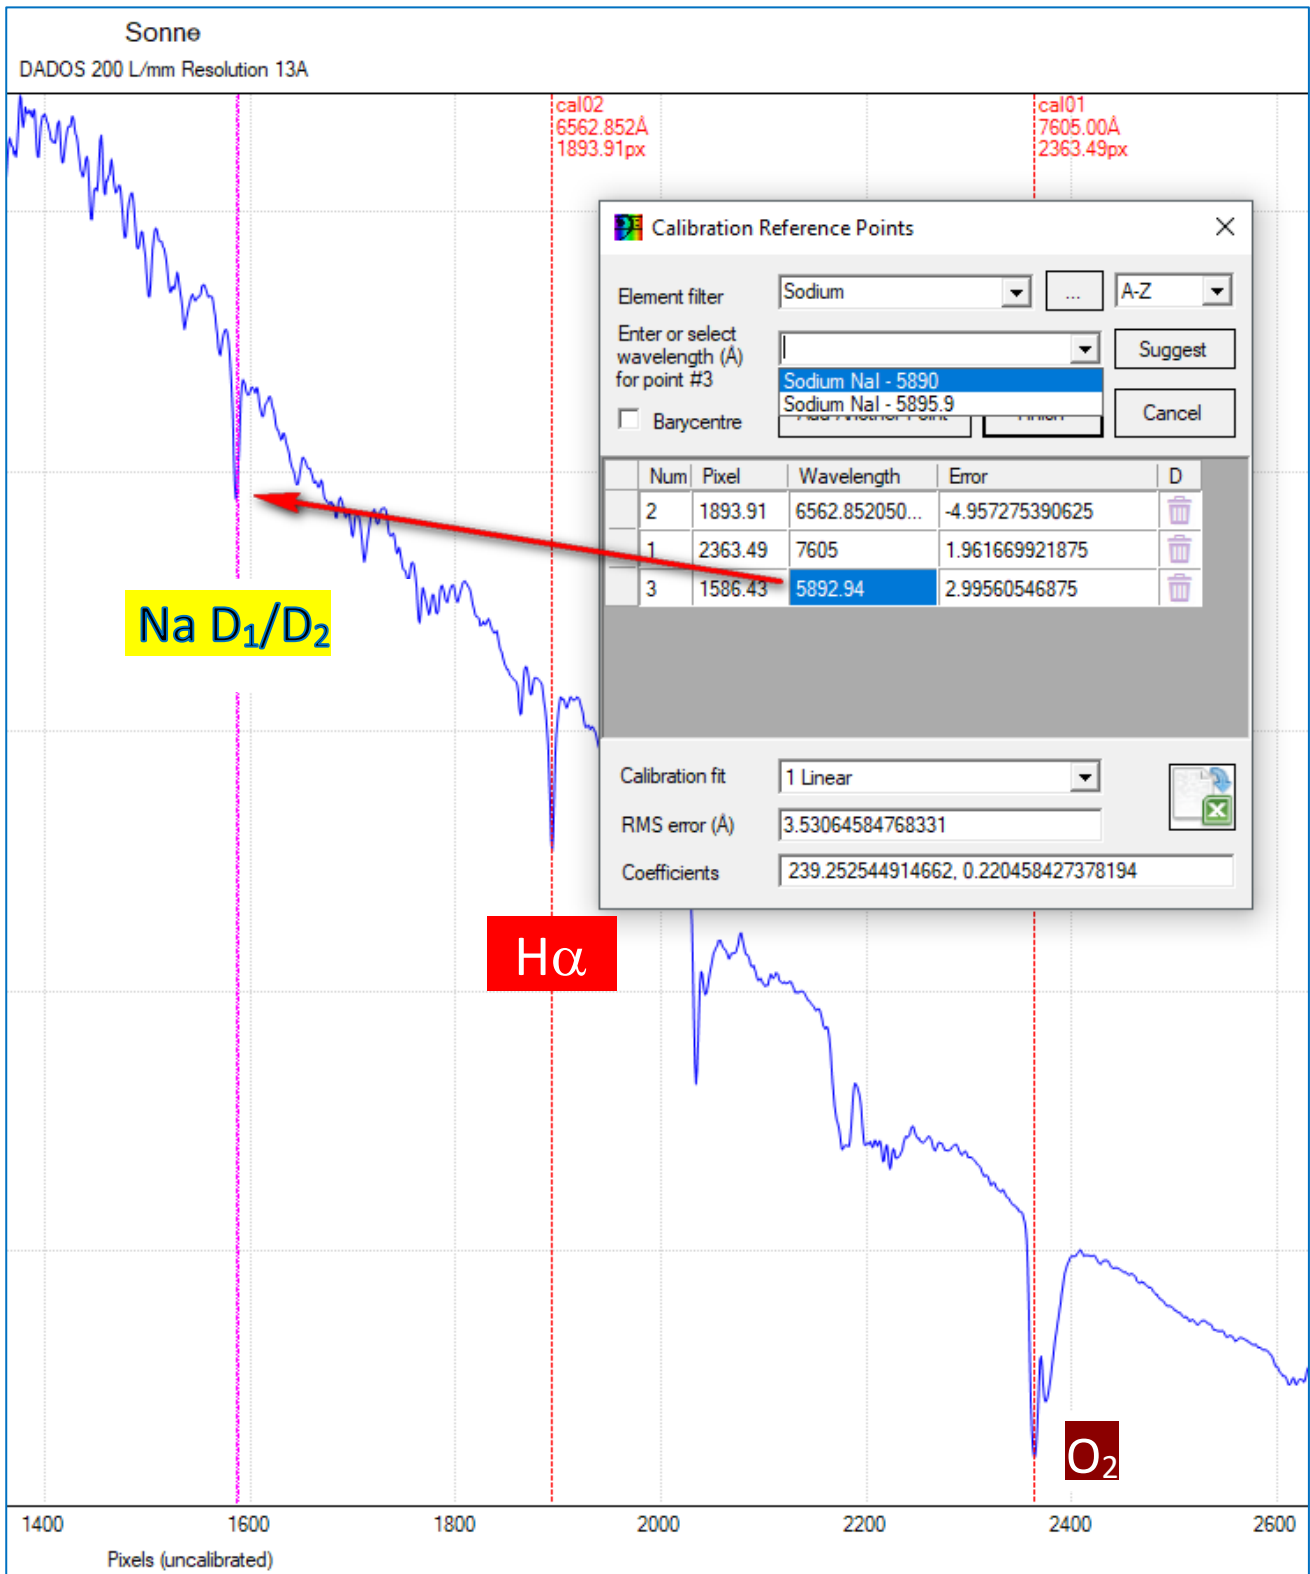 Sonne
DADOS 200 L/mm Resolution 13A
cal02
6562.852Å
1893.91px
cal01
7605.00Å
2363.49px
Calibration Reference Points
Element filter
Sodium
...
A-Z
Enter or select
wavelength (Å)
for point #3
Suggest
Sodium NaI - 5890
Sodium NaI - 5895.9
Barycentre
Cancel
Num Pixel Wavelength Error D
2 1893.91 6562.852050... -4.957275390625
1 2363.49 7605 1.961669921875
3 1586.43 5892.94 2.99560546875
Na D₁/D₂
Calibration fit
1 Linear
RMS error (Å)
3.53064584768331
Coefficients
239.252544914662, 0.220458427378194
Hα
O₂
1400 1600 1800 2000 2200 2400 2600
Pixels (uncalibrated)